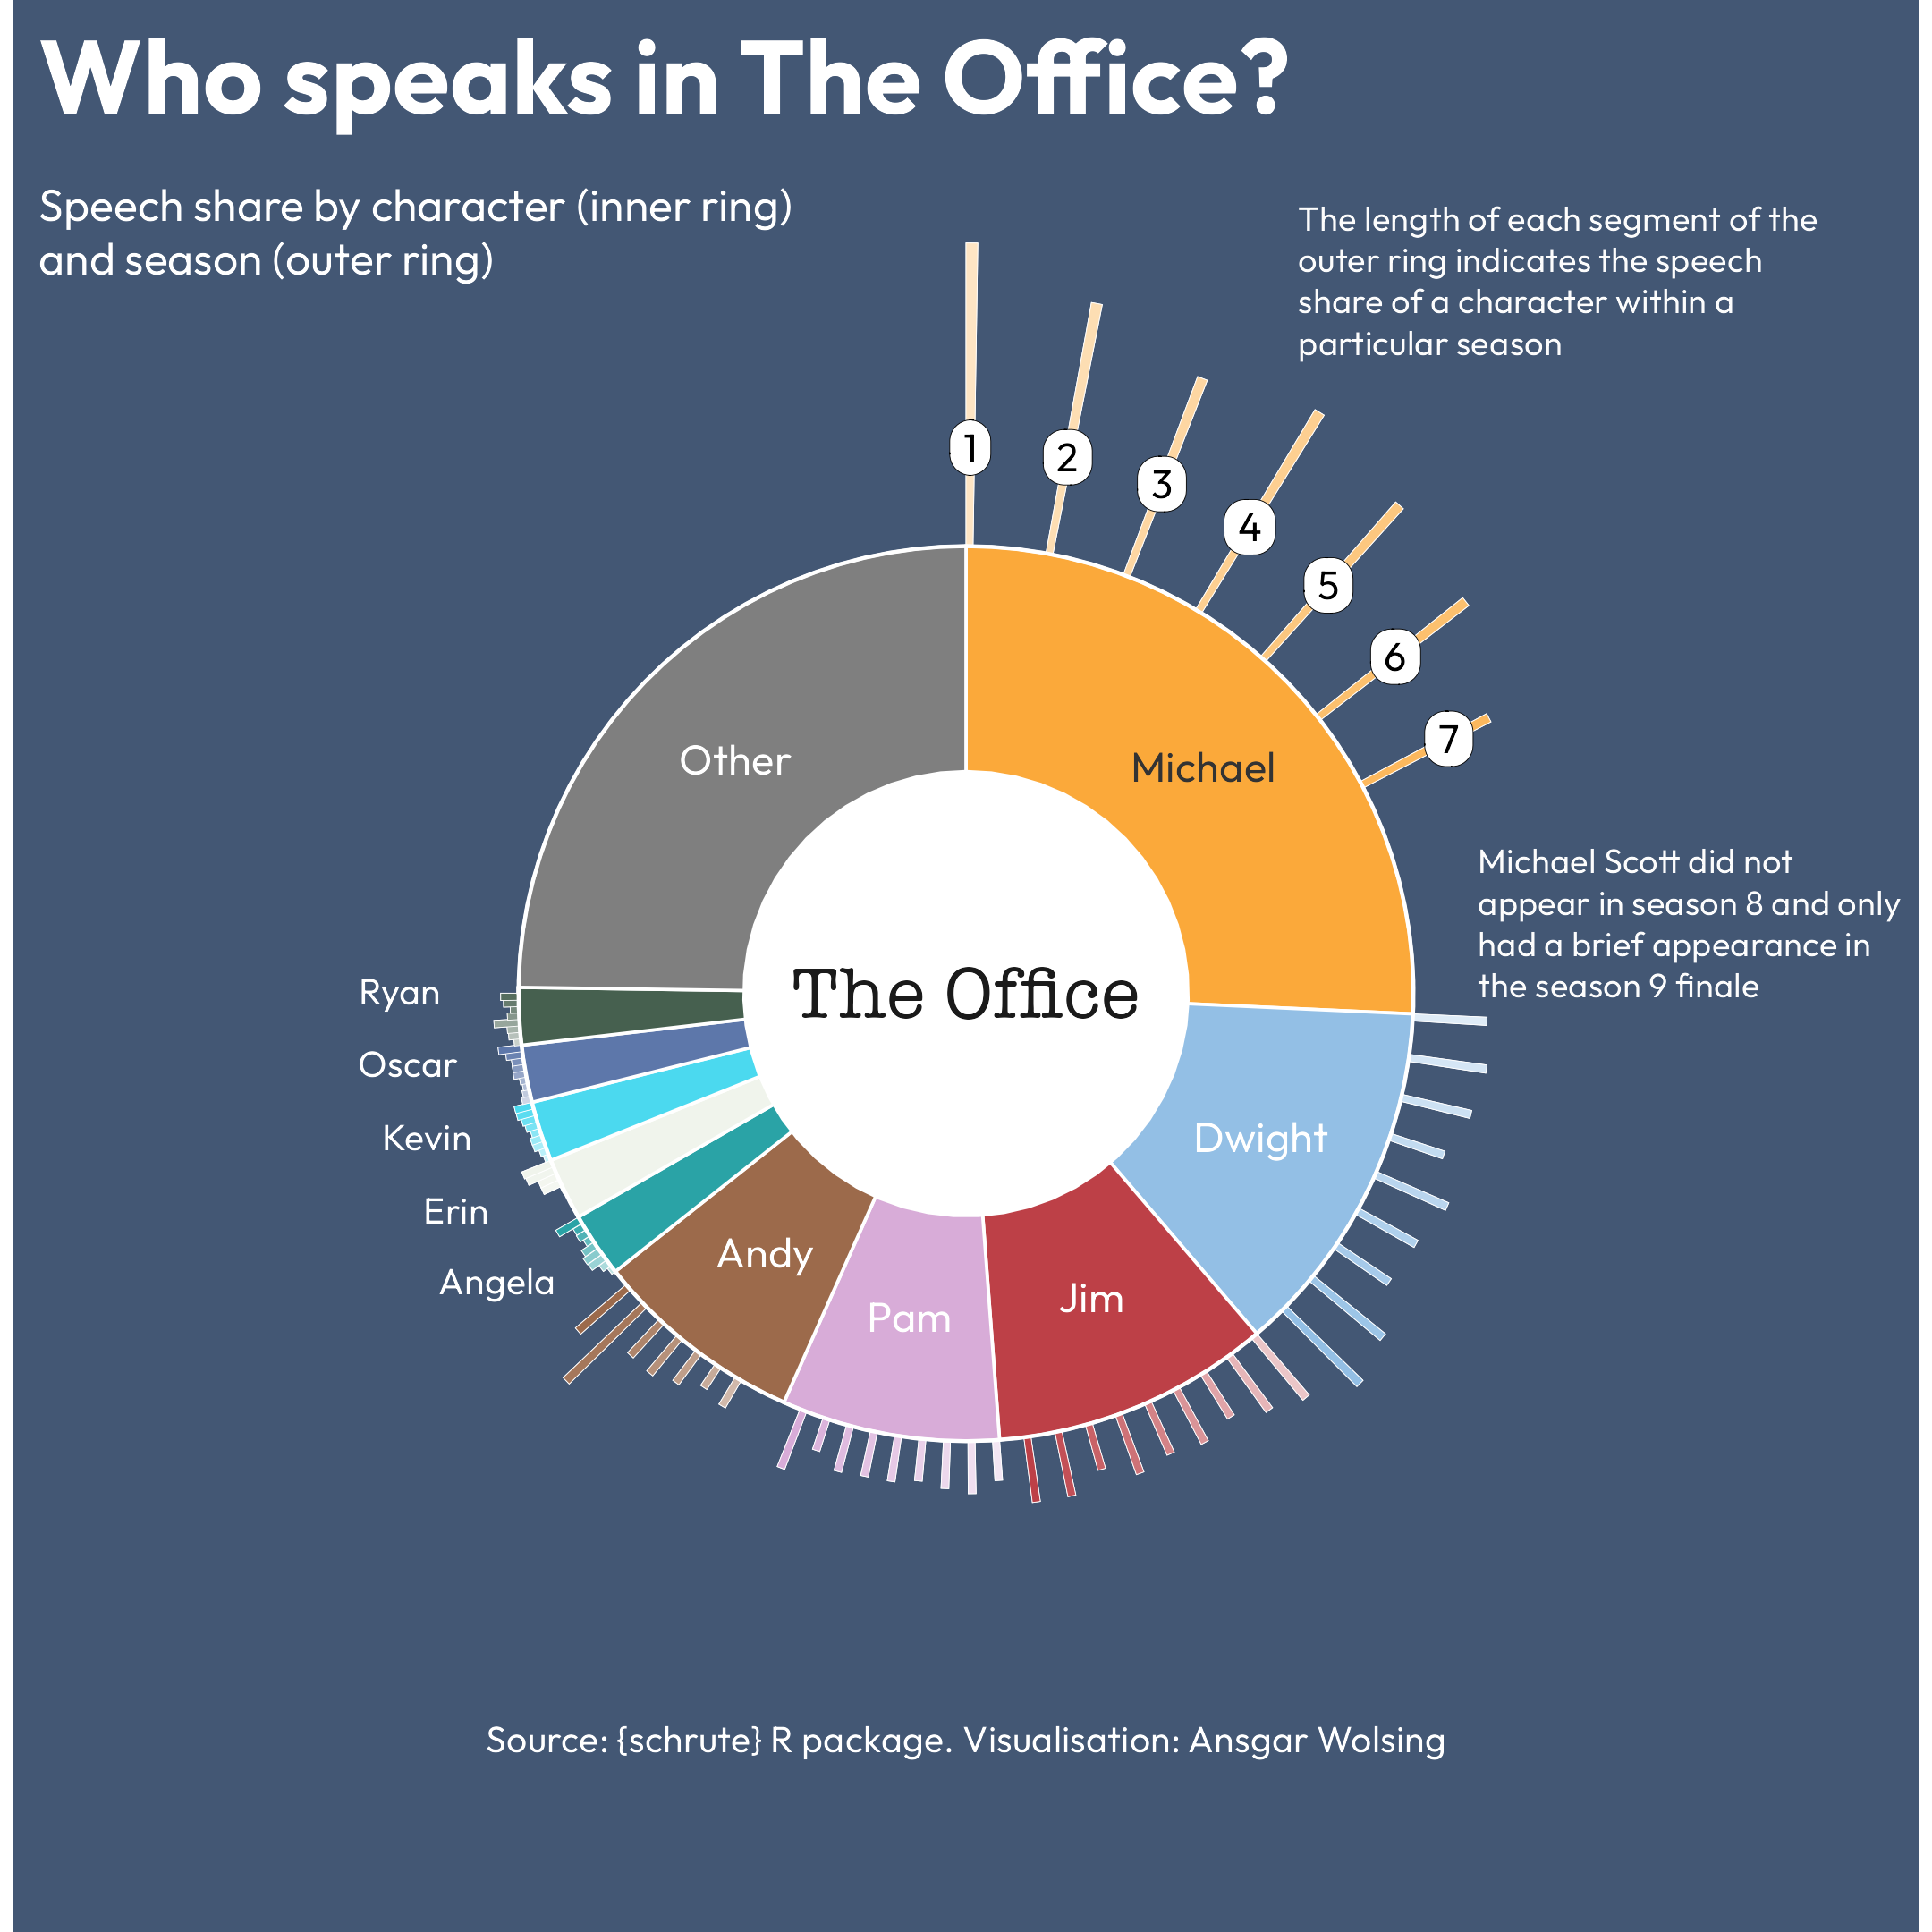 Who speaks in The Office?
Speech share by character (inner ring)
and season (outer ring)
The length of each segment of the
outer ring indicates the speech
share of a character within a
particular season
1
2
3
4
5
6
7
Other
Michael
Michael Scott did not
appear in season 8 and only
had a brief appearance in
the season 9 finale
The Office
Ryan
Oscar
Kevin
Erin
Angela
Dwight
Andy
Pam
Jim
Source: {schrute} R package. Visualisation: Ansgar Wolsing